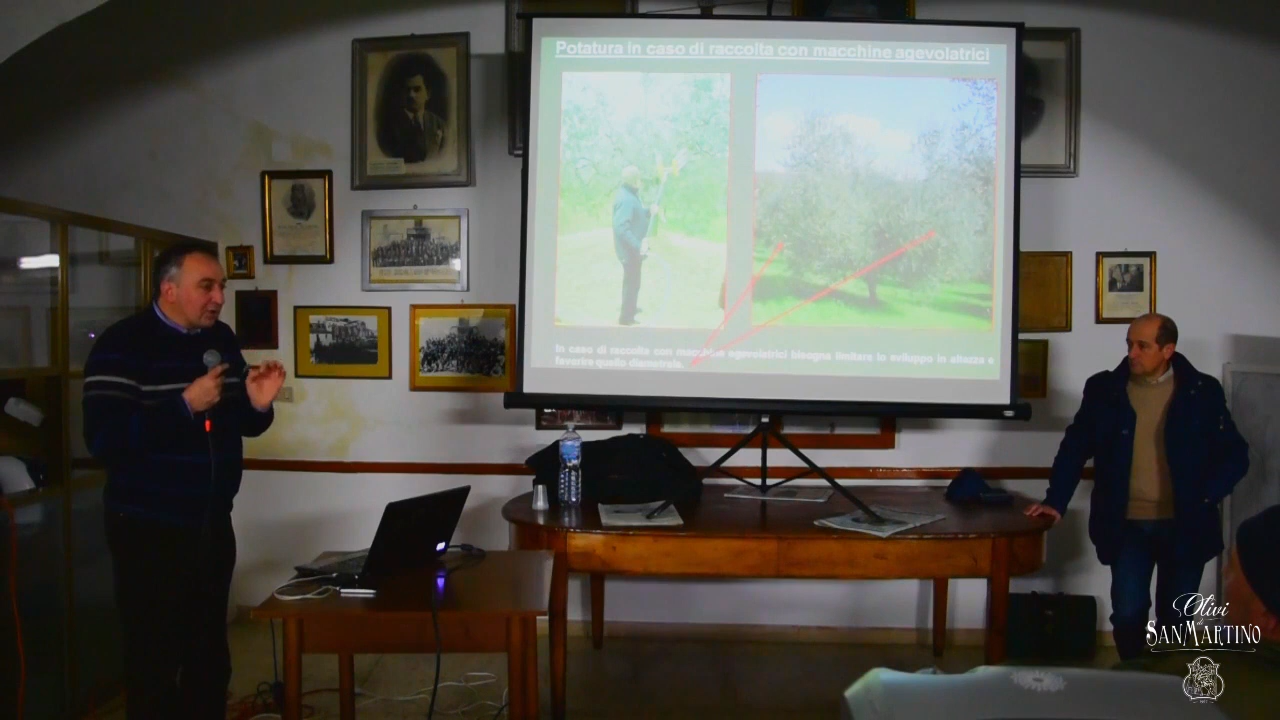 Potatura in caso di raccolta con macchine agevolatrici
In caso di raccolta con macchine agevolatrici bisogna limitare lo sviluppo in altezza e
favorire quello diametrale.
Olivi
di
SANMARTINO